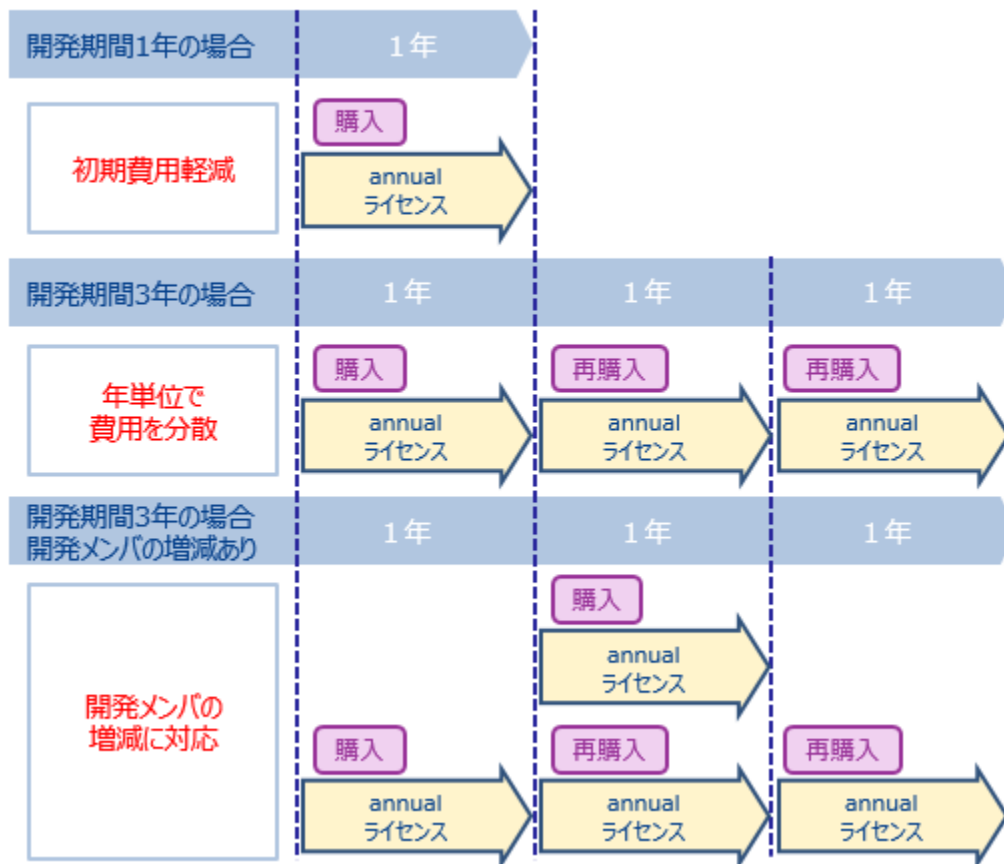 開発期間1年の場合
1年
購入
初期費用軽減
annual
ライセンス
開発期間3年の場合
1年
1年
1年
購入
再購入
再購入
年単位で
費用を分散
annual
ライセンス
annual
ライセンス
annual
ライセンス
開発期間3年の場合
開発メンバの増減あり
1年
1年
1年
購入
annual
ライセンス
開発メンバの
増減に対応
購入
再購入
再購入
annual
ライセンス
annual
ライセンス
annual
ライセンス